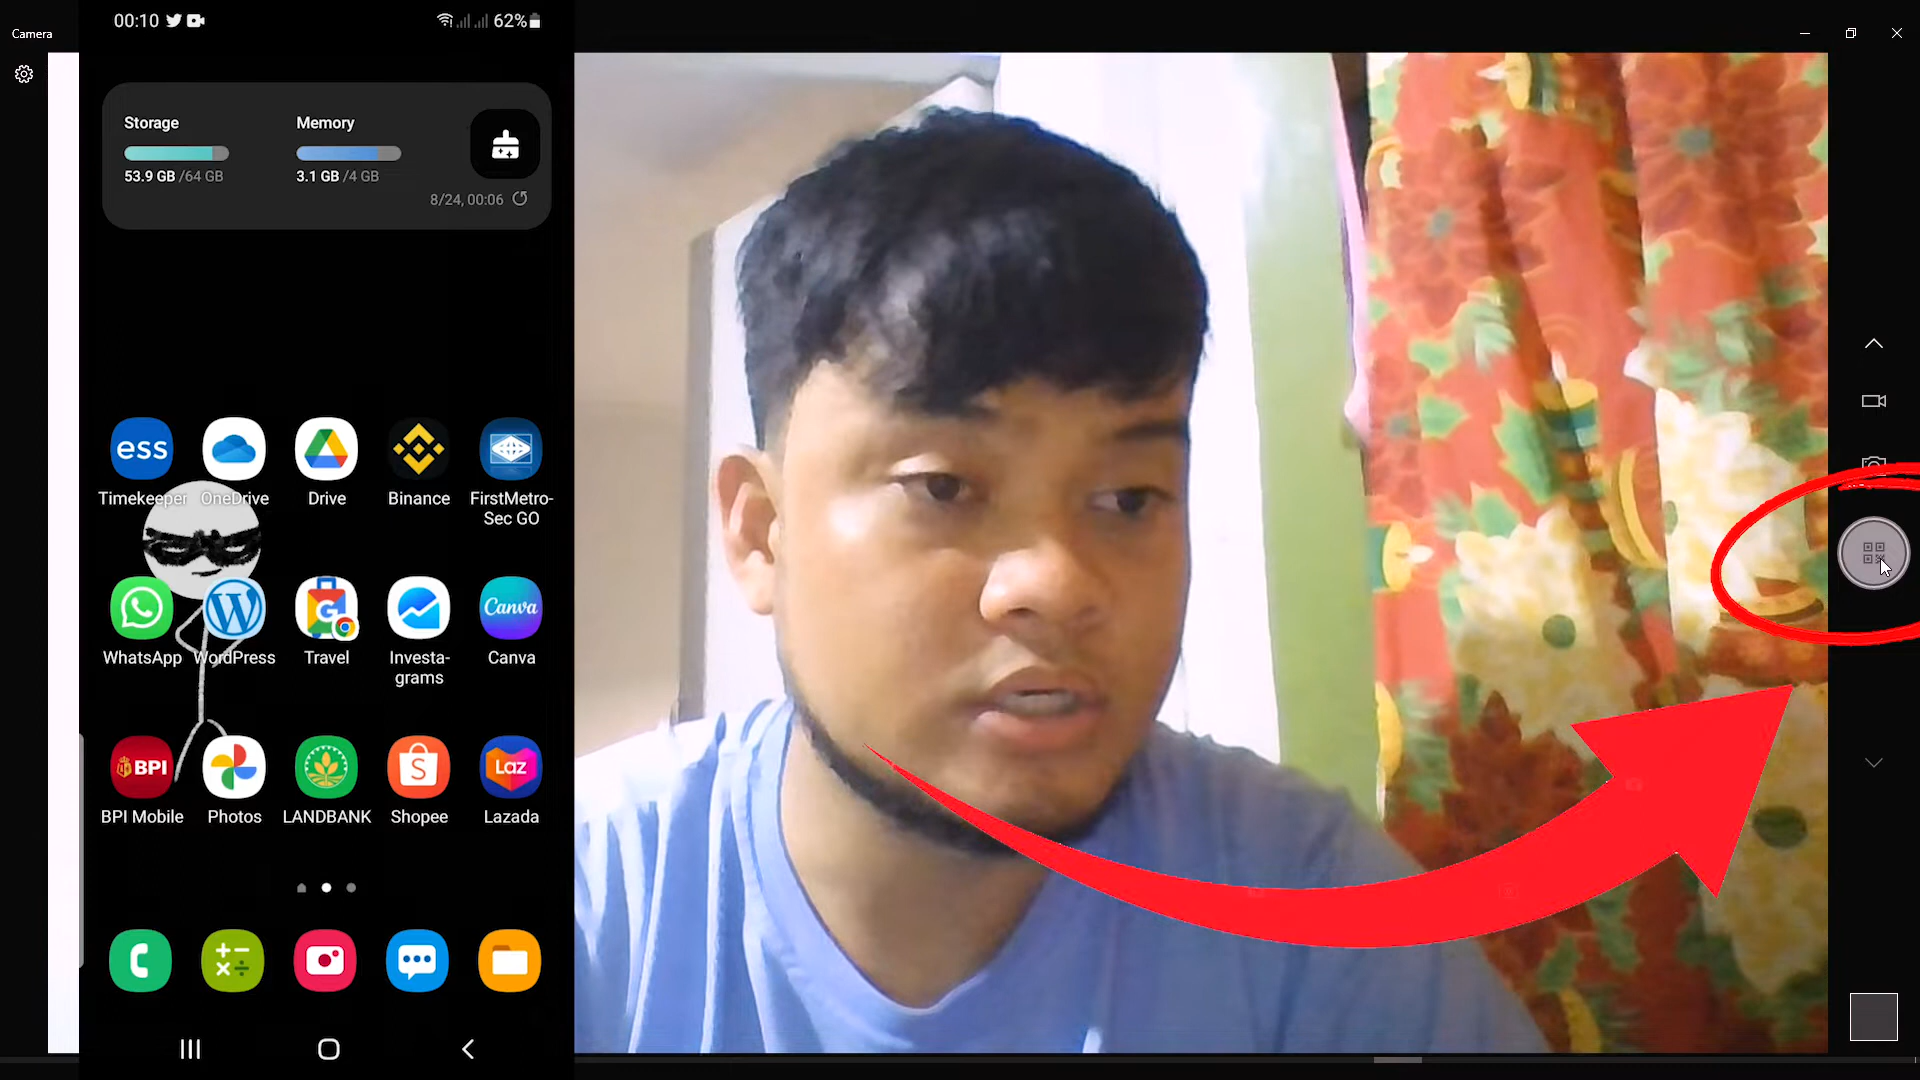 Camera
00:10
62%
Storage
Memory
53.9 GB /64 GB
3.1 GB /4 GB
8/24, 00:06
ess
Timekeeper
OneDrive
Drive
Binance
FirstMetro-
Sec GO
WhatsApp
WordPress
Travel
Investa-
grams
Canva
Canva
BPI
Laz
BPI Mobile
Photos
LANDBANK
Shopee
Lazada